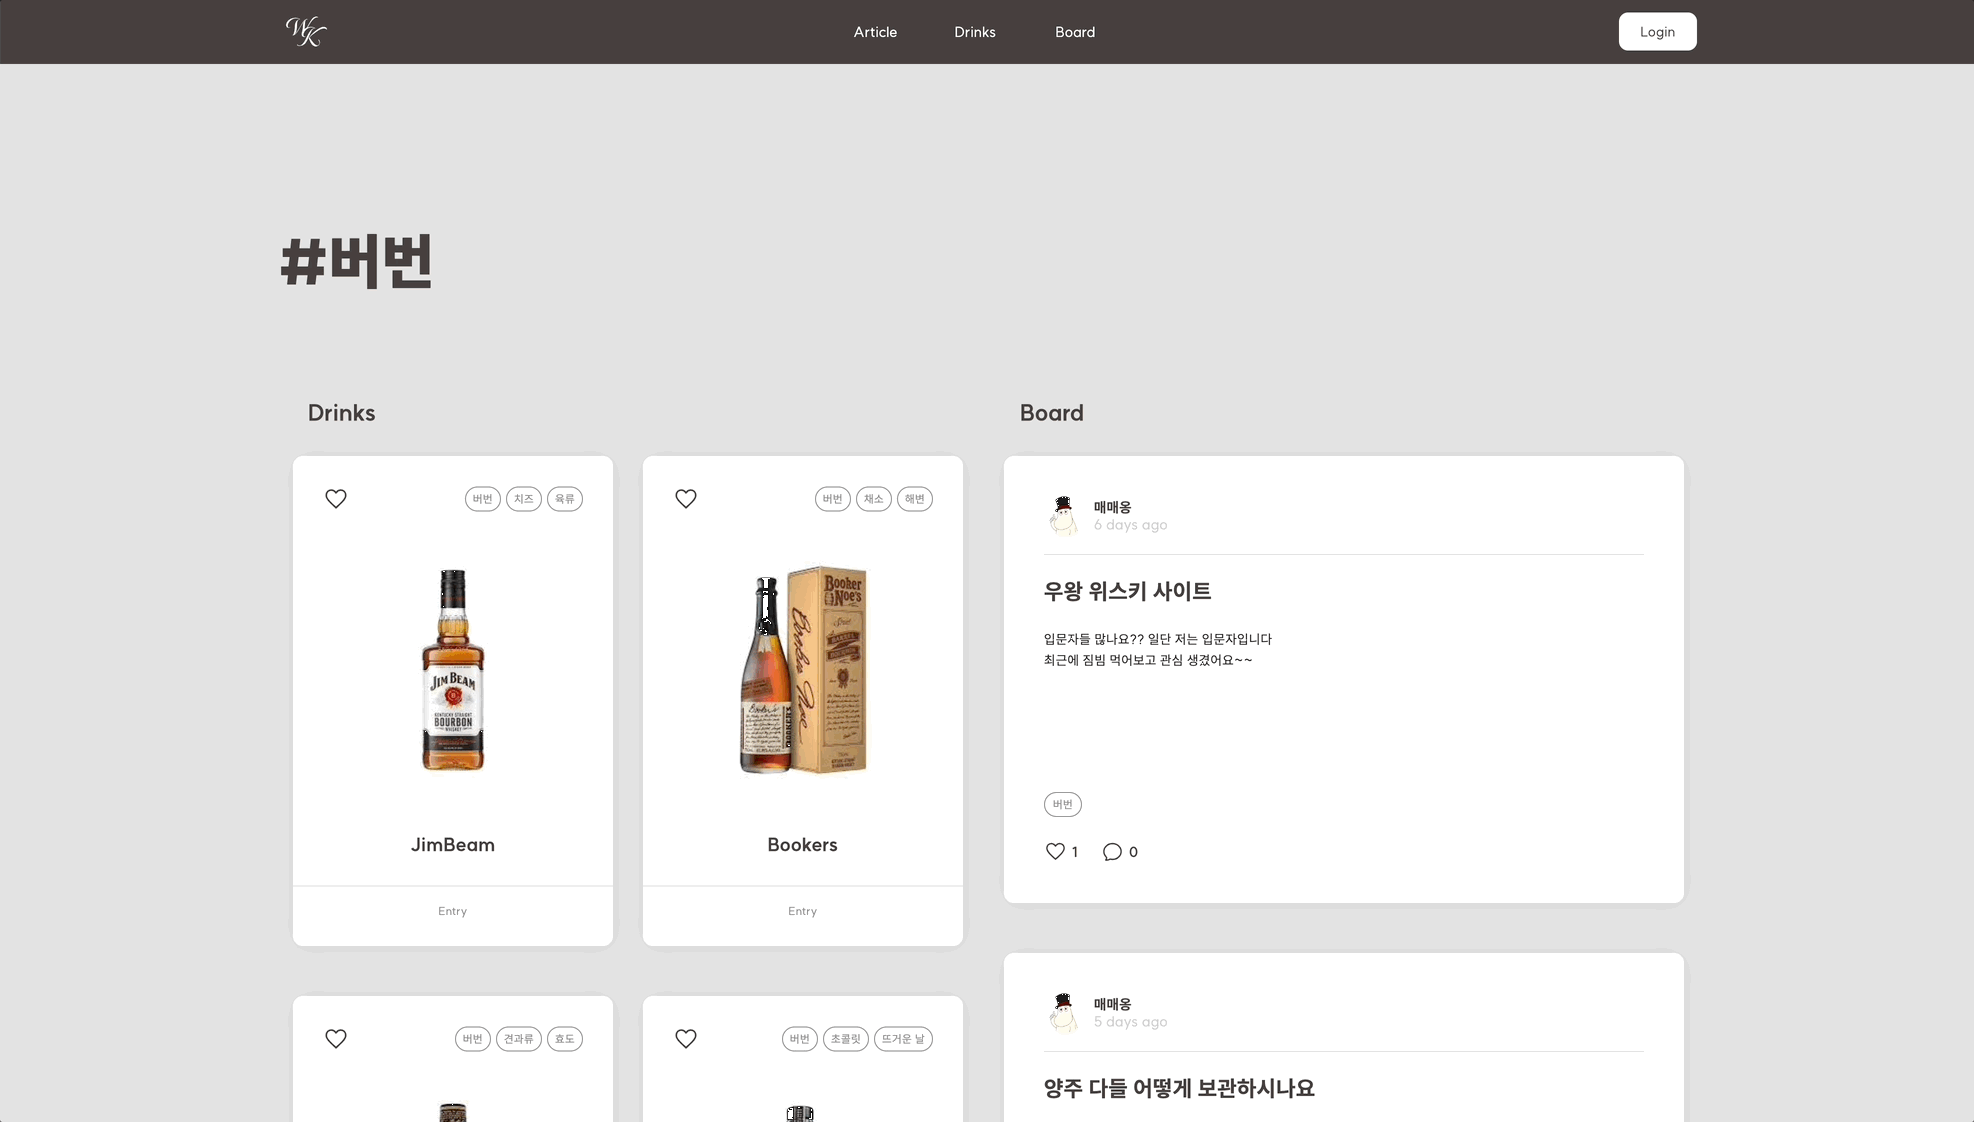 WK
Article
Drinks
Board
Login
#버번
Drinks
Board
버번
치즈
육류
JIM BEAM
KENTUCKY STRAIGHT
BOURBON
WHISKEY
JimBeam
Entry
버번
채소
해변
Booker
Noe's
Booker Noe
Booker's
BOOKER'S
Bookers
Entry
매매옹
6 days ago
우왕 위스키 사이트
입문자들 많나요?? 일단 저는 입문자입니다
최근에 짐빔 먹어보고 관심 생겼어요~~
버번
1
0
버번
견과류
효도
버번
초콜릿
뜨거운 날
매매옹
5 days ago
양주 다들 어떻게 보관하시나요